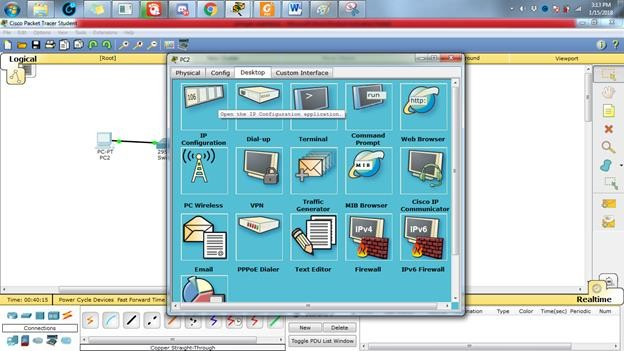 3:13 PM
1/15/2018
Cisco Packet Tracer Student
File Edit Options View Tools Extensions Help
Logical
[Root]
Viewport
PC2
Physical Config Desktop Custom Interface
106
run
http:
Open the IP Configuration application.
IP Configuration
Dial-up
Terminal
Command Prompt
Web Browser
MIB
PC Wireless
VPN
Traffic Generator
MIB Browser
Cisco IP Communicator
IPv4
IPv6
Email
PPPoE Dialer
Text Editor
Firewall
IPv6 Firewall
PC-PT
PC2
Time: 00:40:15 Power Cycle Devices Fast Forward Time
Realtime
Connections
New Delete
Toggle PDU List Window
Type Color Time(sec) Periodic Num
Copper Straight-Through